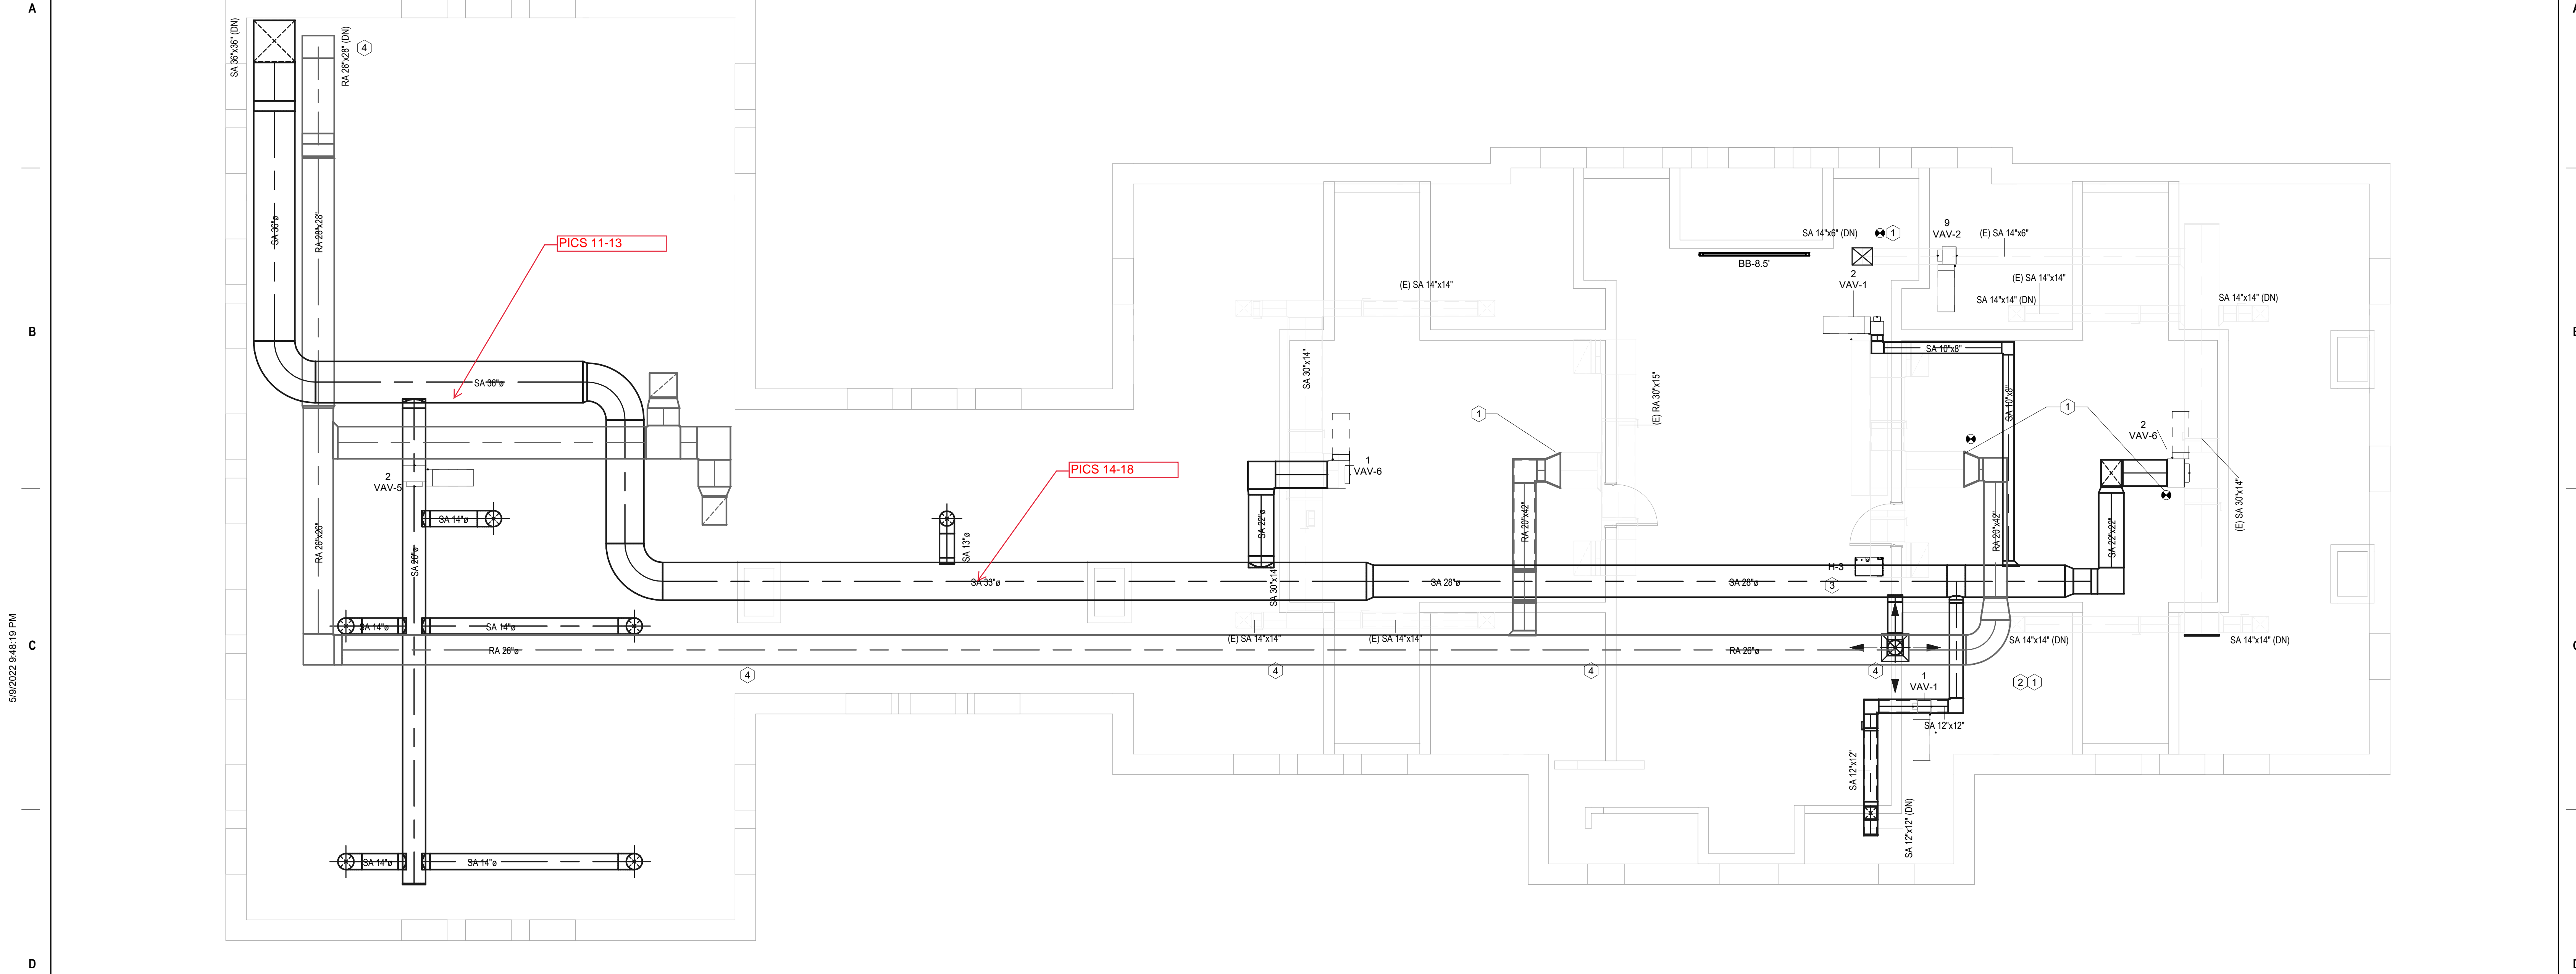 A
A
SA 36"x36" (DN)
RA 28"x28" (DN)
4
SA 36"ø
RA 28"x28"
PICS 11-13
SA 14"x6" (DN)
1
9
VAV-2
(E) SA 14"x6"
BB-8.5'
2
VAV-1
(E) SA 14"x14"
(E) SA 14"x14"
SA 14"x14" (DN)
SA 14"x14" (DN)
B
SA 10"x8"
SA 30"x14"
SA 36"ø
(E) RA 30"x15"
SA 10"x8"
1
1
2
VAV-6
1
VAV-6
PICS 14-18
2
VAV-5
SA 14"ø
SA 22"ø
RA 20"x42"
RA 20"x42"
SA 22"x22"
(E) SA 30"x14"
RA 26"x26"
SA 20"ø
SA 13"ø
H-3
3
SA 33"ø
SA 30"x14"
SA 28"ø
SA 28"ø
SA 14"ø
SA 14"ø
(E) SA 14"x14"
(E) SA 14"x14"
SA 14"x14" (DN)
SA 14"x14" (DN)
C
RA 26"ø
RA 26"ø
4
4
4
4
1
VAV-1
2
1
SA 12"x12"
SA 12"x12"
SA 12"x12" (DN)
SA 14"ø
SA 14"ø
5/9/2022 9:48:19 PM
D